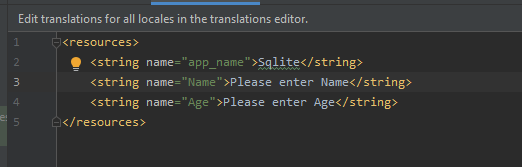 Edit translations for all locales in the translations editor.
1 <resources>
2 <string name="app_name">Sqlite</string>
3 <string name="Name">Please enter Name</string>
4 <string name="Age">Please enter Age</string>
5 </resources>